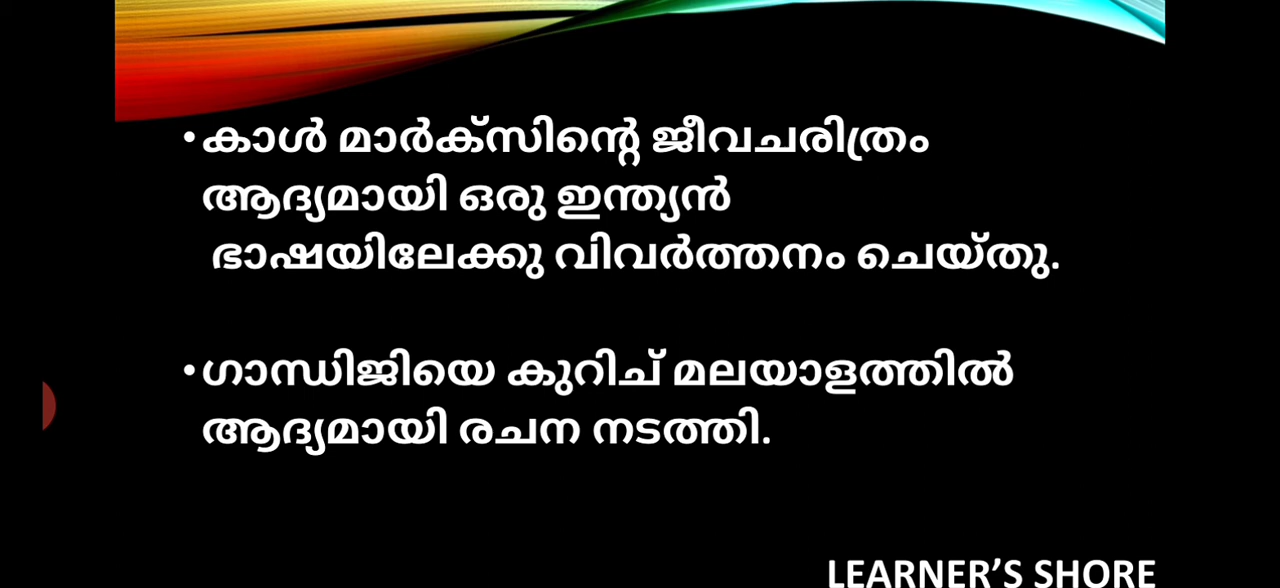 •കാൾ മാർക്സിന്റെ ജീവചരിത്രം
ആദ്യമായി ഒരു ഇന്ത്യൻ
ഭാഷയിലേക്കു വിവർത്തനം ചെയ്തു.
•ഗാന്ധിജിയെ കുറിച് മലയാളത്തിൽ
ആദ്യമായി രചന നടത്തി.
LEARNER’S SHORE